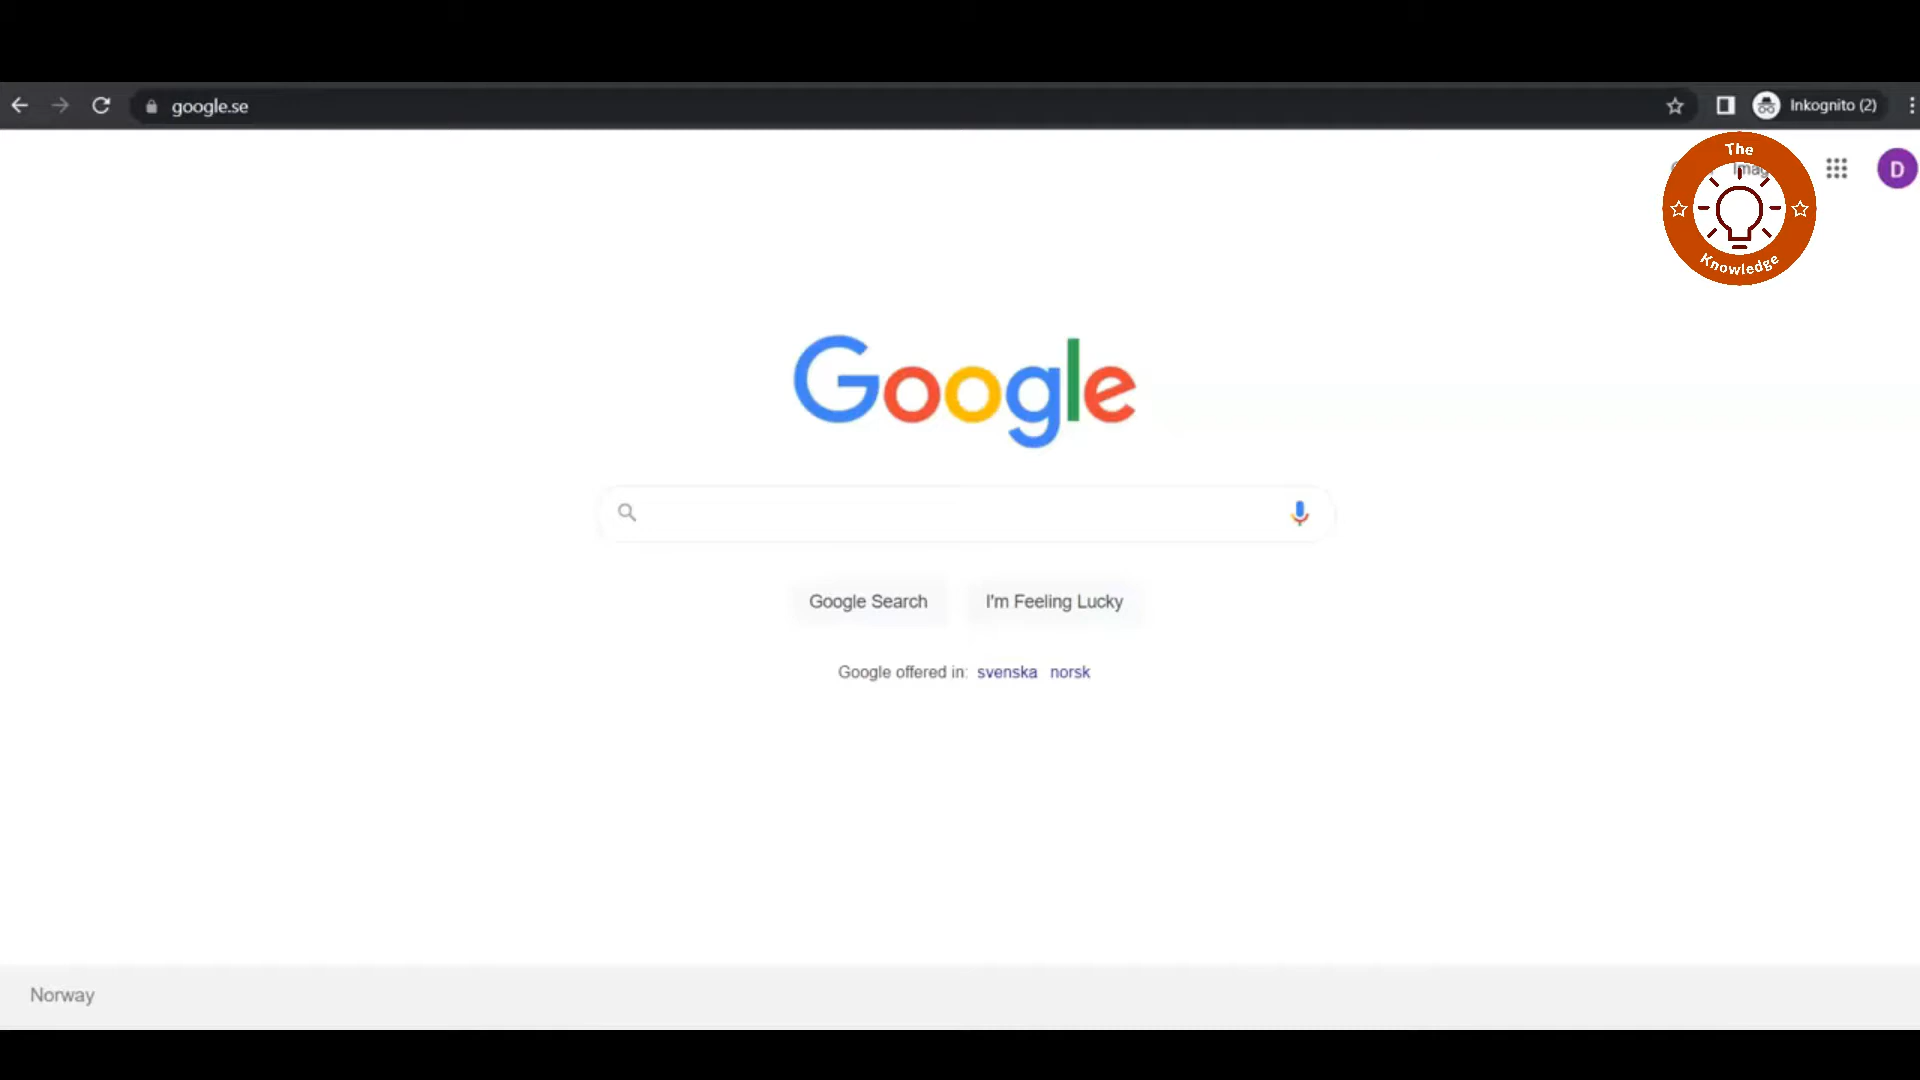 google.se
Inkognito (2)
The
Knowledge
D
Google
Google Search
I'm Feeling Lucky
Google offered in: svenska norsk
Norway